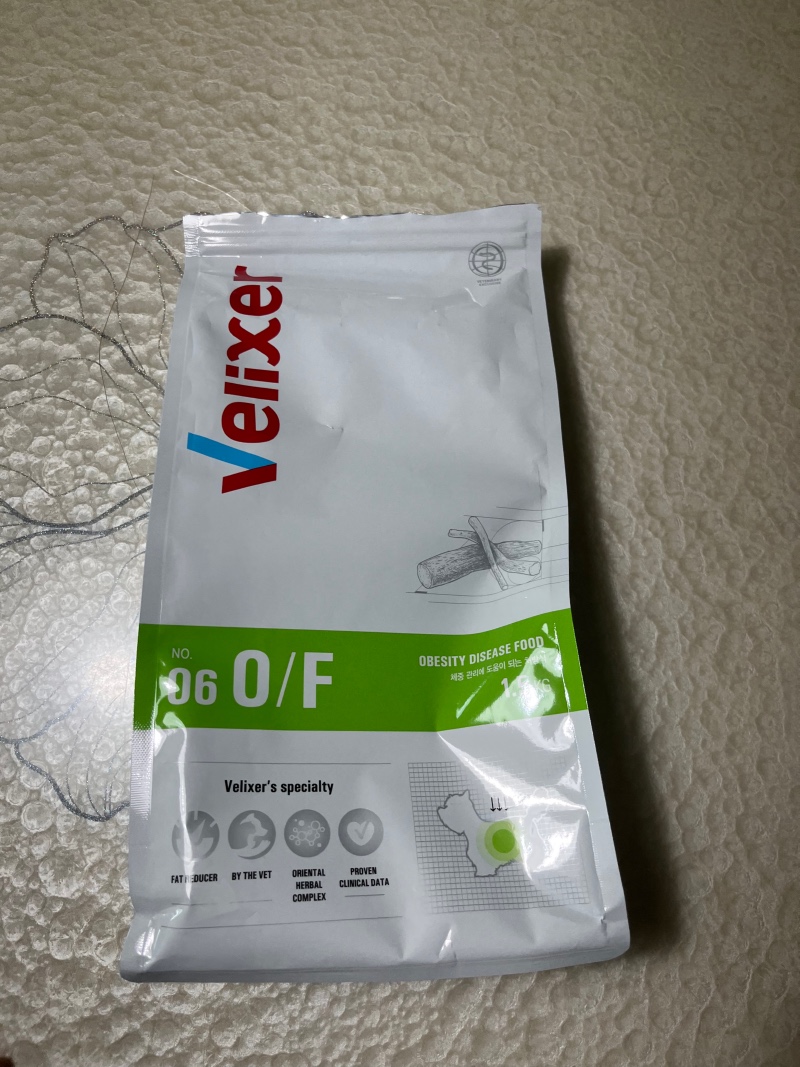 Velixer
NO.
06 O/F
OBESITY DISEASE FOOD
체중 관리에 도움이 되는
Velixer's specialty
FAT REDUCER
BY THE VET
ORIENTAL
HERBAL
COMPLEX
PROVEN
CLINICAL DATA